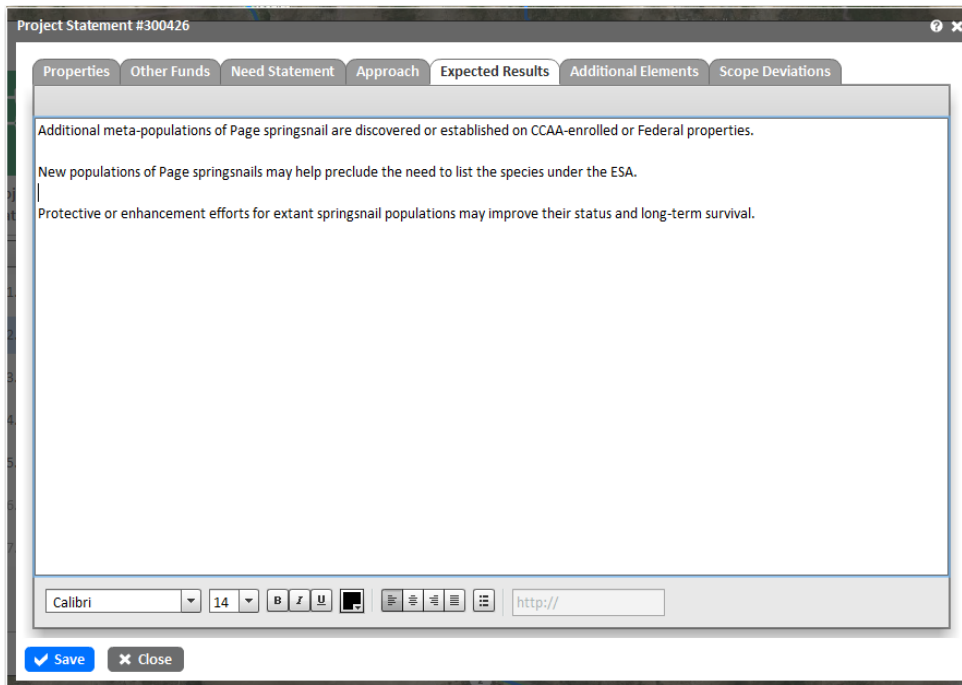 Project Statement #300426
Properties
Other Funds
Need Statement
Approach
Expected Results
Additional Elements
Scope Deviations
Additional meta-populations of Page springsnail are discovered or established on CCAA-enrolled or Federal properties.
New populations of Page springsnails may help preclude the need to list the species under the ESA.
Protective or enhancement efforts for extant springsnail populations may improve their status and long-term survival.
Calibri
14
B
I
U
http://
Save
Close